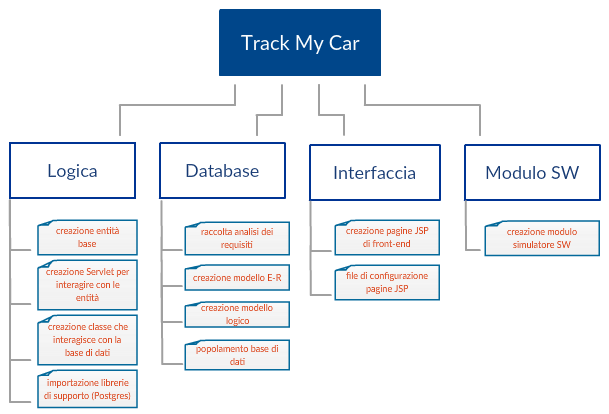 Track My Car
Logica
Database
Interfaccia
Modulo SW
creazione entità
base
creazione Servlet per
interagire con le
entità
creazione classe che
interagisce con la
base di dati
importazione librerie
di supporto (Postgres)
raccolta analisi dei
requisiti
creazione modello E-R
creazione modello
logico
popolamento base di
dati
creazione pagine JSP
di front-end
file di configurazione
pagine JSP
creazione modulo
simulatore SW